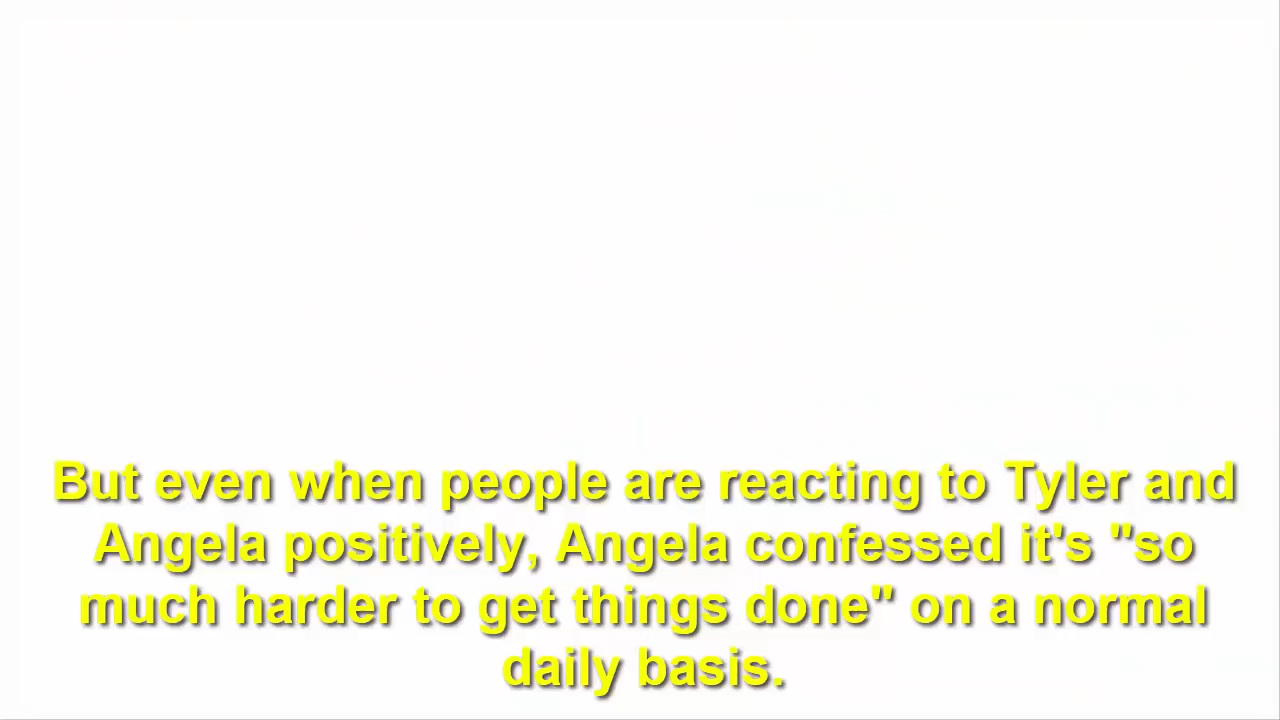 But even when people are reacting to Tyler and
Angela positively, Angela confessed it's "so
much harder to get things done" on a normal
daily basis.